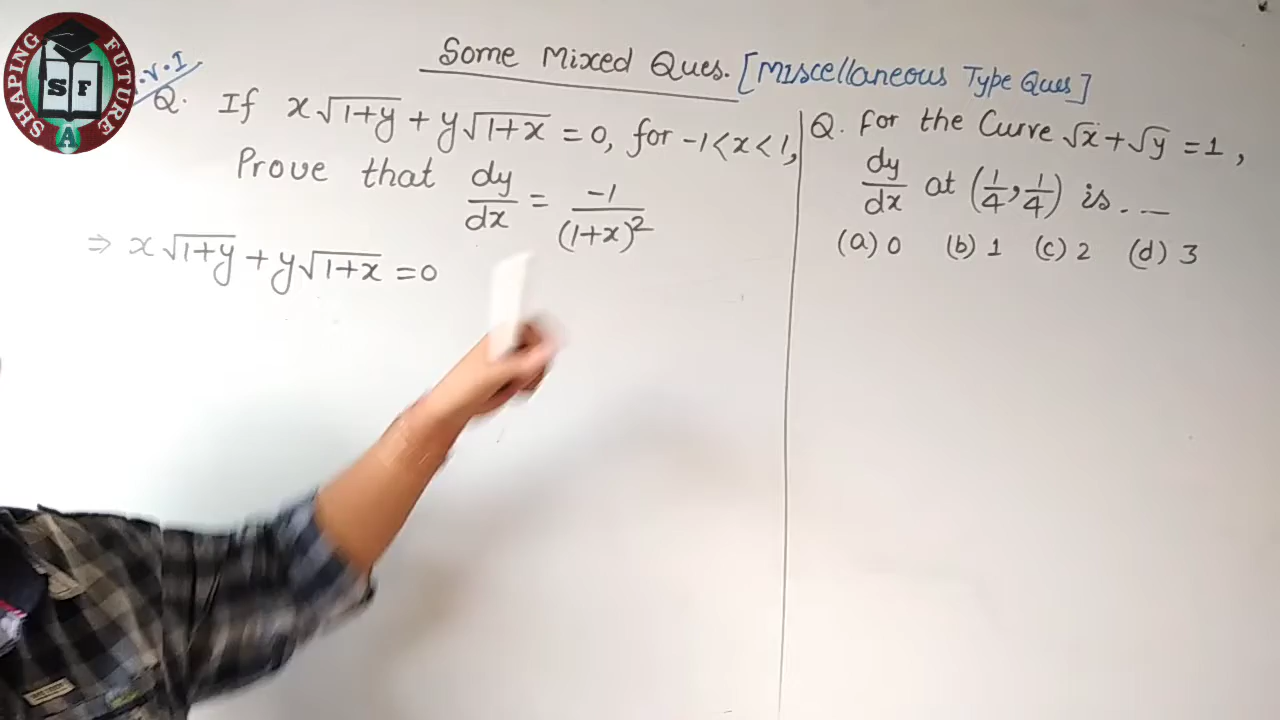 SHAPING FUTURE
S F
A
Some Mixed Ques. [Miscellaneous Type Ques]
.V.I
Q. If x√1+y + y√1+x = 0, for -1<x<1,
Prove that dy/dx = -1/(1+x)²
⇒ x√1+y + y√1+x = 0
Q. For the Curve √x + √y = 1,
dy/dx at (1/4, 1/4) is . __
(a) 0 (b) 1 (c) 2 (d) 3